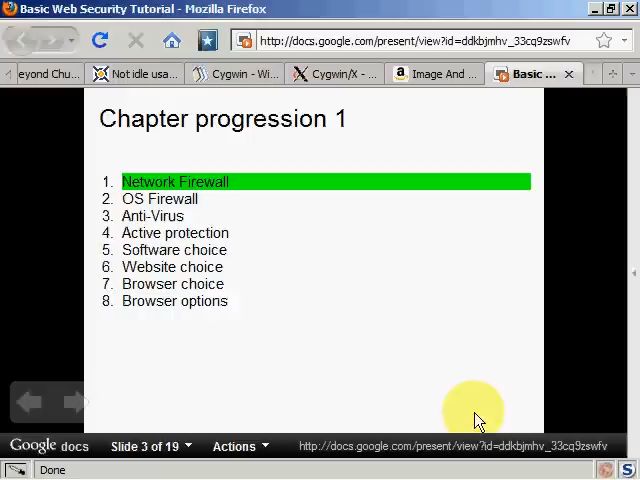 Basic Web Security Tutorial - Mozilla Firefox
http://docs.google.com/present/view?id=ddkbjmhv_33cq9zswfv
eyond Chu...
Not idle usa...
Cygwin - Wi...
Cygwin/X - ...
Image And ...
Basic ...
Chapter progression 1
1. Network Firewall
2. OS Firewall
3. Anti-Virus
4. Active protection
5. Software choice
6. Website choice
7. Browser choice
8. Browser options
Google docs
Slide 3 of 19
Actions
http://docs.google.com/present/view?id=ddkbjmhv_33cq9zswfv
Done